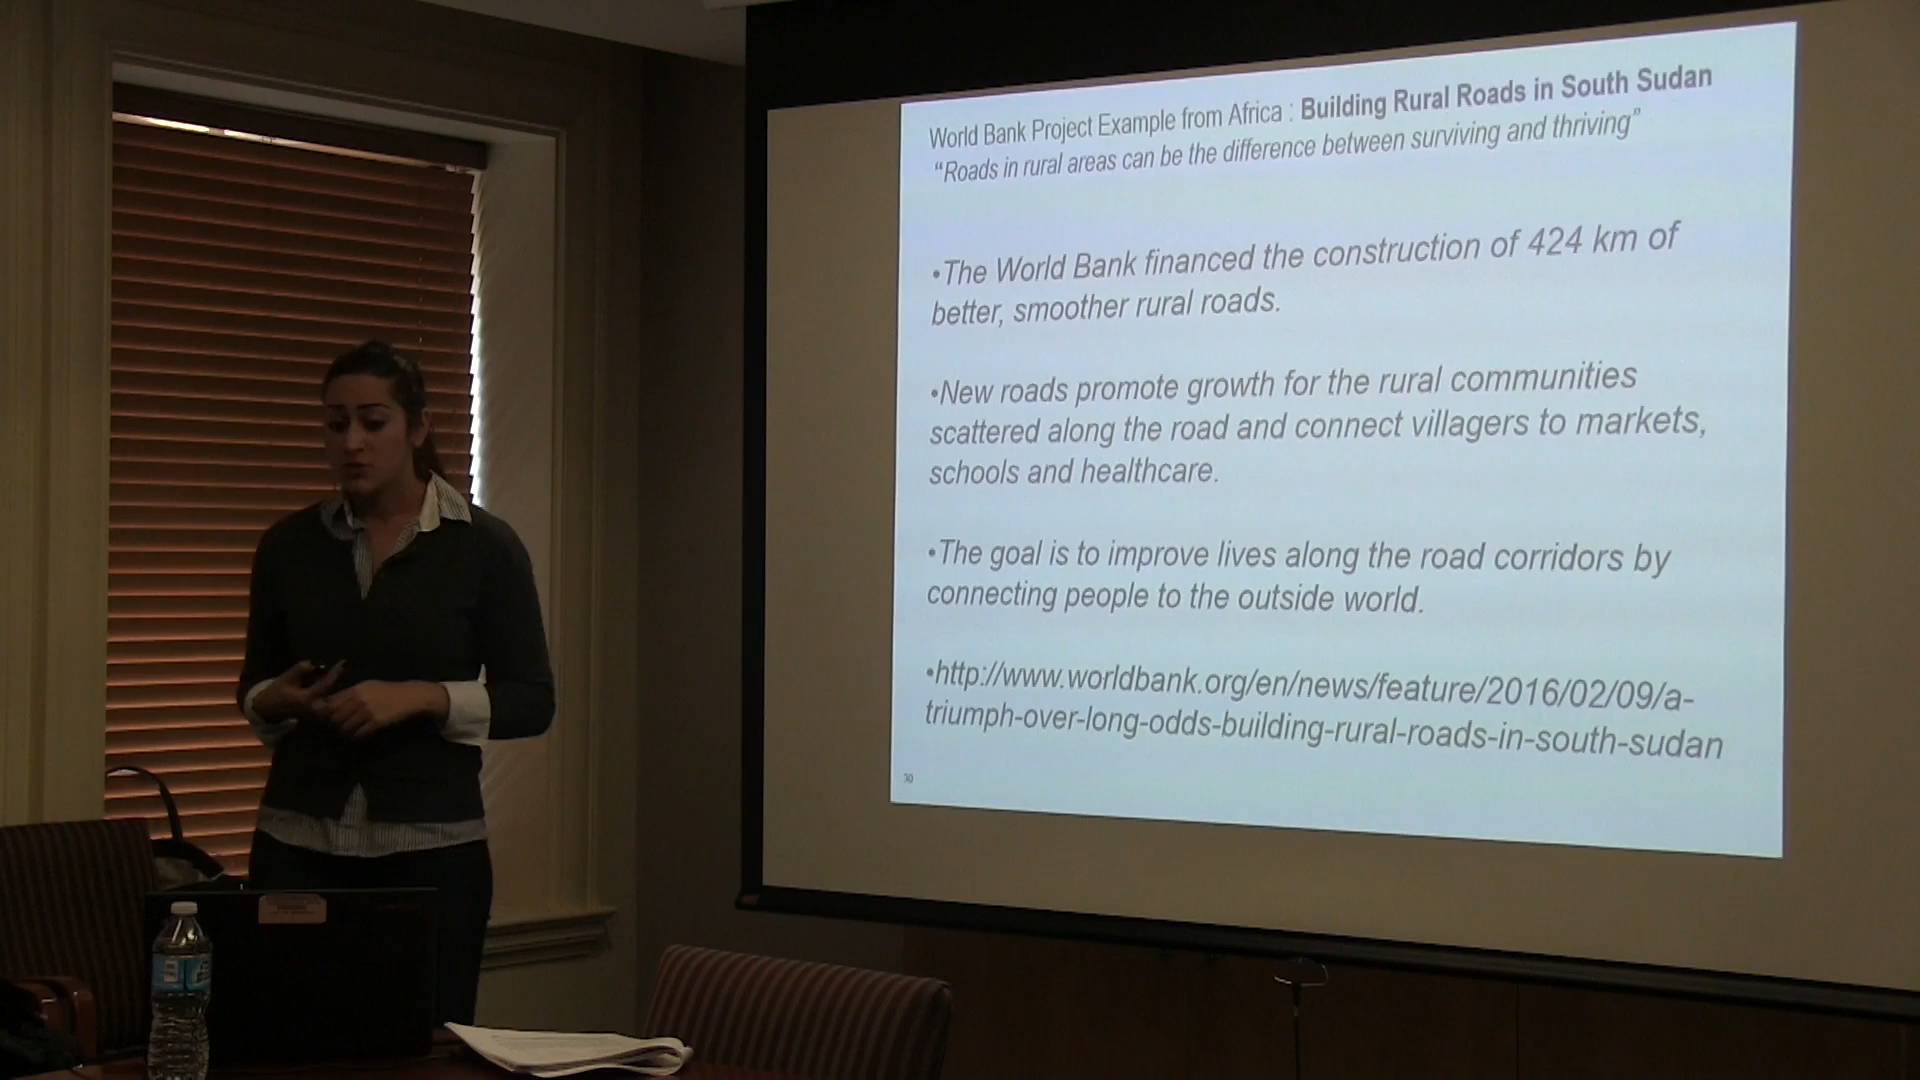 World Bank Project Example from Africa : Building Rural Roads in South Sudan
“Roads in rural areas can be the difference between surviving and thriving”
•The World Bank financed the construction of 424 km of
better, smoother rural roads.
•New roads promote growth for the rural communities
scattered along the road and connect villagers to markets,
schools and healthcare.
•The goal is to improve lives along the road corridors by
connecting people to the outside world.
•http://www.worldbank.org/en/news/feature/2016/02/09/a-
triumph-over-long-odds-building-rural-roads-in-south-sudan
30